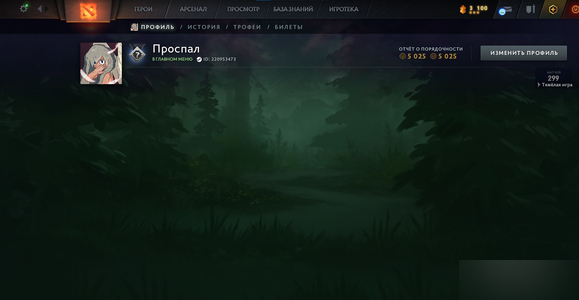 ГЕРОИ АРСЕНАЛ ПРОСМОТР БАЗА ЗНАНИЙ ИГРОТЕКА 3 100
ПРОФИЛЬ / ИСТОРИЯ / ТРОФЕИ / БИЛЕТЫ
Проспал
В ГЛАВНОМ МЕНЮ ID: 220953473
ОТЧЁТ О ПОРЯДОЧНОСТИ
5 025 5 025
ИЗМЕНИТЬ ПРОФИЛЬ
299
Тяжёлая игра